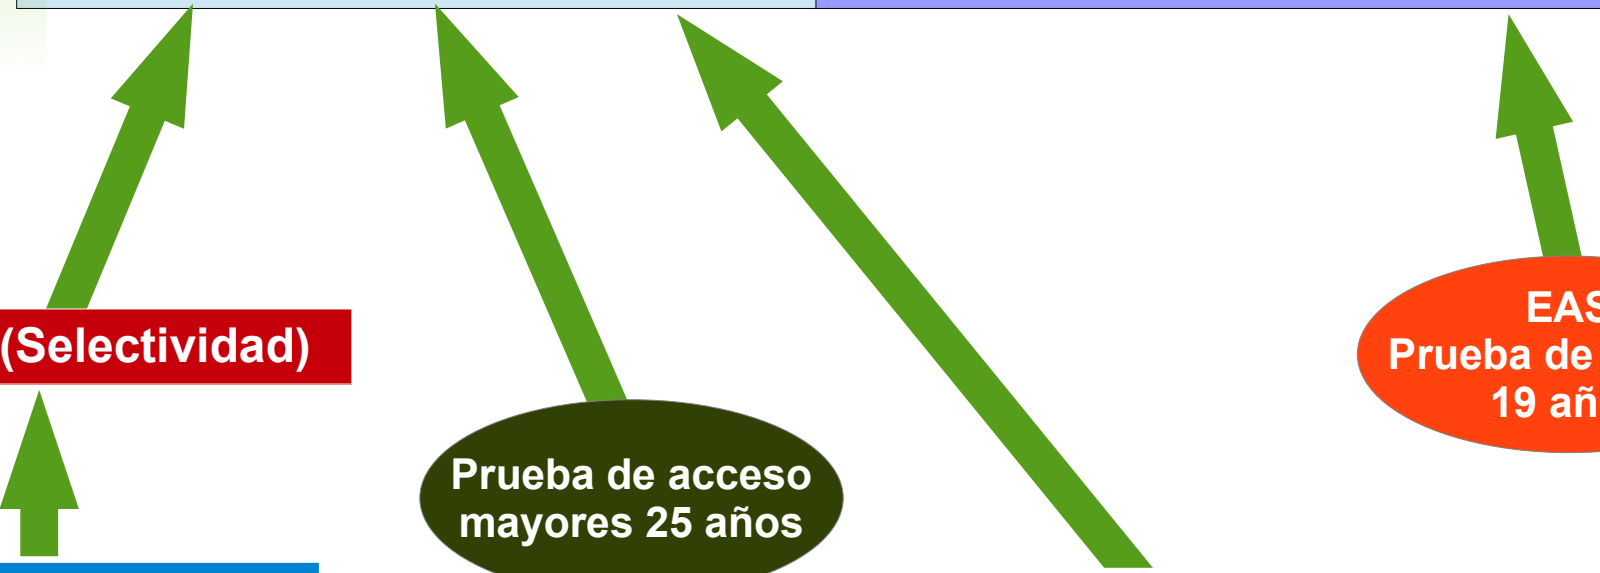 (Selectividad)
Prueba de acceso
mayores 25 años
EAS
Prueba de
19 añ